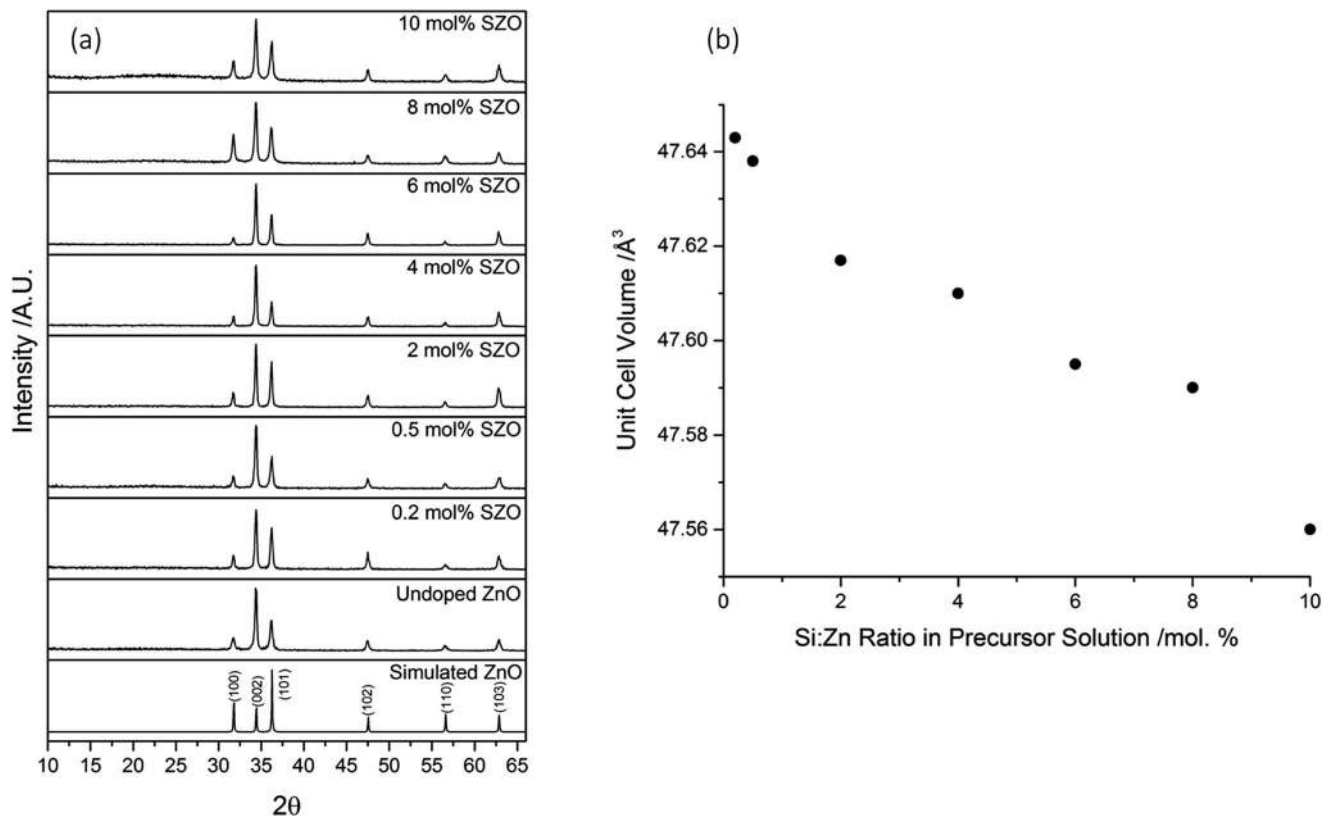 (a)
10 mol% SZO
8 mol% SZO
6 mol% SZO
4 mol% SZO
2 mol% SZO
0.5 mol% SZO
0.2 mol% SZO
Undoped ZnO
Simulated ZnO
(100)
(002)
(101)
(102)
(110)
(103)
Intensity /A.U.
10 15 20 25 30 35 40 45 50 55 60 65
2θ
(b)
47.64
47.62
47.60
47.58
47.56
Unit Cell Volume /Å³
0 2 4 6 8 10
Si:Zn Ratio in Precursor Solution /mol. %